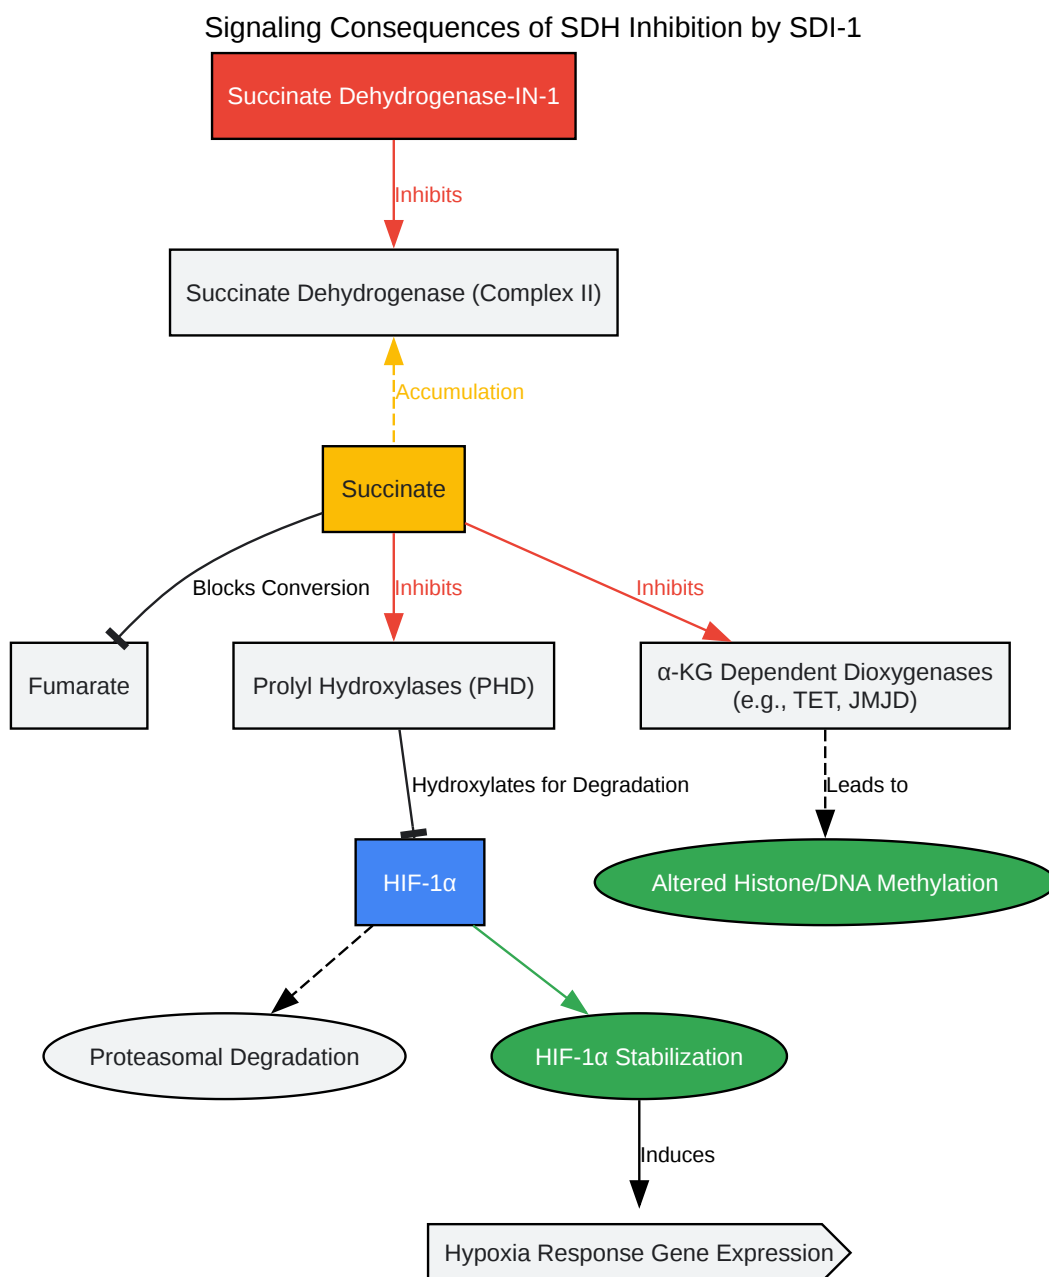 Signaling Consequences of SDH Inhibition by SDI-1
Succinate Dehydrogenase-IN-1
Inhibits
Succinate Dehydrogenase (Complex II)
Accumulation
Succinate
Blocks Conversion
Inhibits
Inhibits
Fumarate
Prolyl Hydroxylases (PHD)
α-KG Dependent Dioxygenases
(e.g., TET, JMJD)
Hydroxylates for Degradation
Leads to
HIF-1α
Altered Histone/DNA Methylation
Proteasomal Degradation
HIF-1α Stabilization
Induces
Hypoxia Response Gene Expression